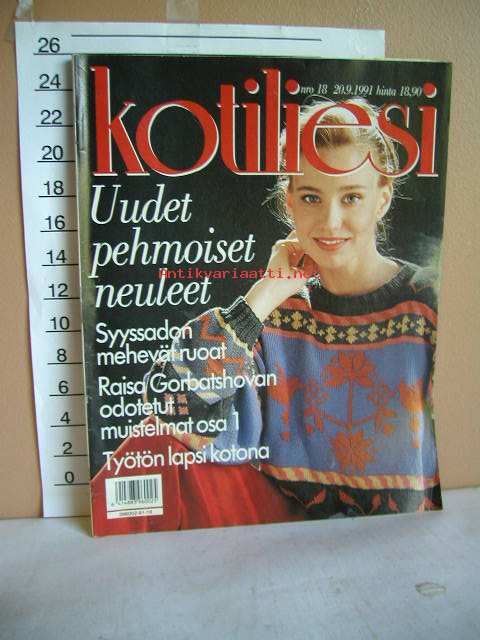 26
24
22
20
18
16
14
12
10
8
6
4
2
0
nro 18 20.9.1991 hinta 18,90
kotiliesi
Uudet
pehmoiset
neuleet
Antikvariaatti.net
Syyssadon
mehevät ruoat
Raisa Gorbatshovan
odotetut
muistelmat osa 1
Työtön lapsi kotona